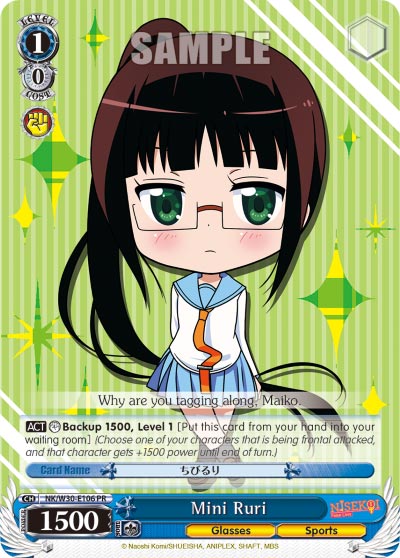 LEVEL
1
0
COST
SAMPLE
Why are you tagging along, Maiko.
ACT Backup 1500, Level 1 [Put this card from your hand into your
waiting room] (Choose one of your characters that is being frontal attacked,
and that character gets +1500 power until end of turn.)
Card Name ちびるり
CH NK/W30-E106 PR
1500
Mini Ruri
NISEKOI
Glasses Sports
© Naoshi Komi/SHUEISHA, ANIPLEX, SHAFT, MBS